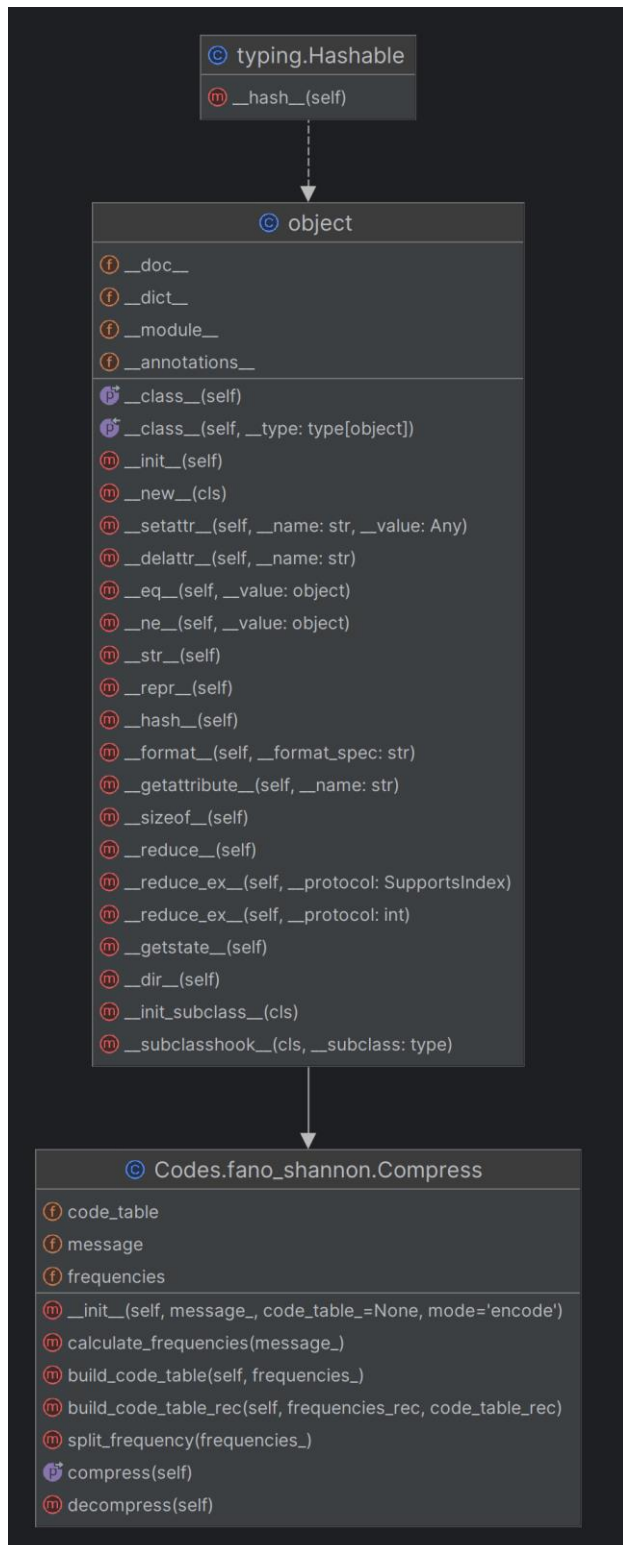 typing.Hashable
__hash__(self)
object
__doc__
__dict__
__module__
__annotations__
__class__(self)
__class__(self, __type: type[object])
__init__(self)
__new__(cls)
__setattr__(self, __name: str, __value: Any)
__delattr__(self, __name: str)
__eq__(self, __value: object)
__ne__(self, __value: object)
__str__(self)
__repr__(self)
__hash__(self)
__format__(self, __format_spec: str)
__getattribute__(self, __name: str)
__sizeof__(self)
__reduce__(self)
__reduce_ex__(self, __protocol: SupportsIndex)
__reduce_ex__(self, __protocol: int)
__getstate__(self)
__dir__(self)
__init_subclass__(cls)
__subclasshook__(cls, __subclass: type)
Codes.fano_shannon.Compress
code_table
message
frequencies
__init__(self, message_, code_table_=None, mode='encode')
calculate_frequencies(message_)
build_code_table(self, frequencies_)
build_code_table_rec(self, frequencies_rec, code_table_rec)
split_frequency(frequencies_)
compress(self)
decompress(self)